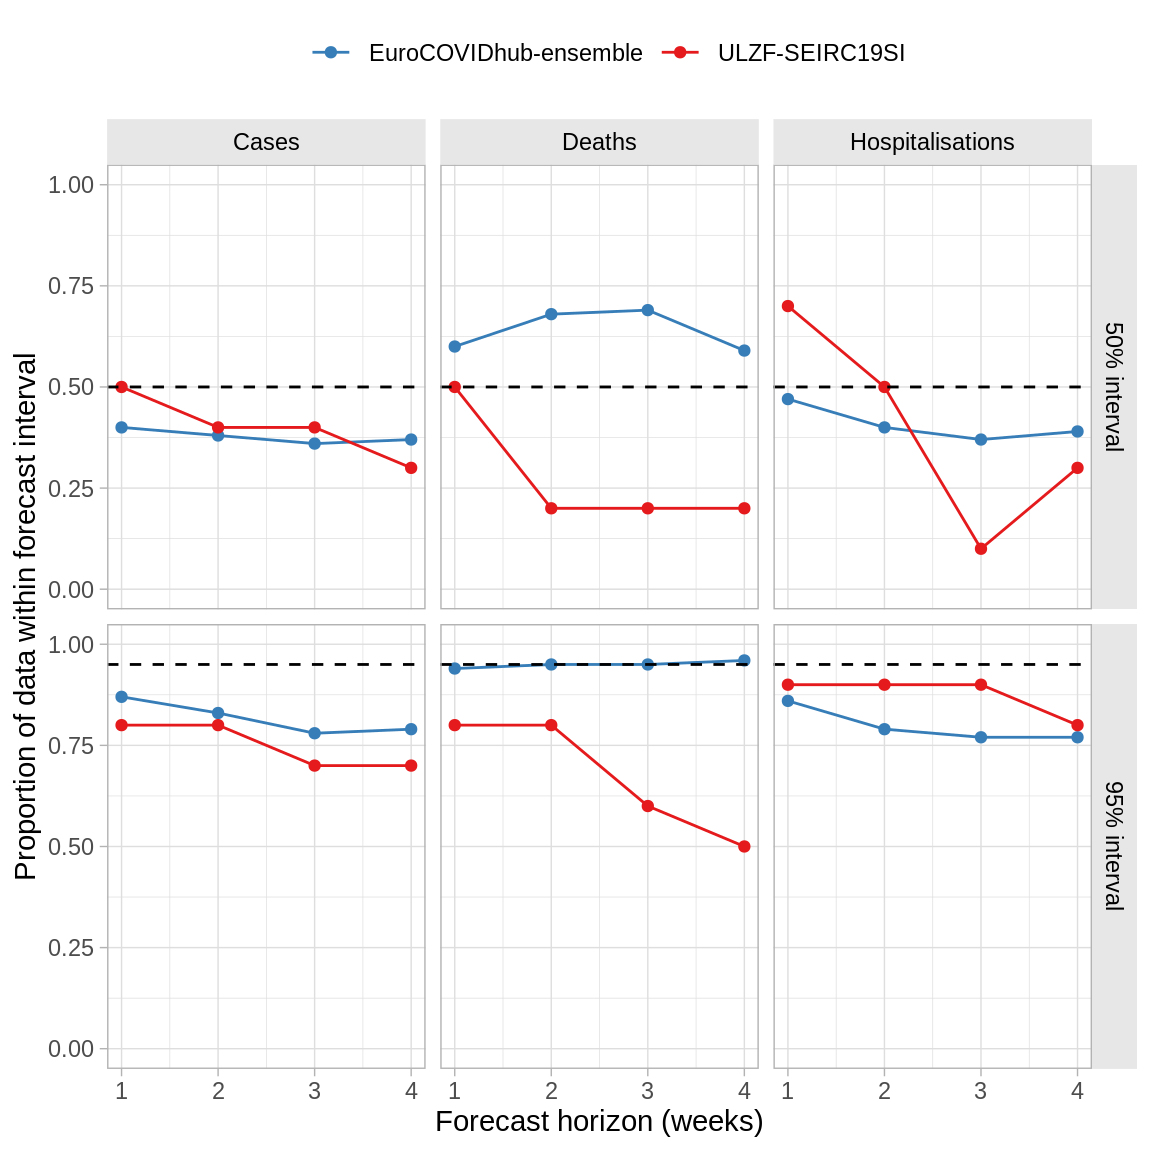 EuroCOVIDhub-ensemble ULZF-SEIRC19SI
Cases Deaths Hospitalisations
Proportion of data within forecast interval
1.00
0.75
0.50
0.25
0.00
50% interval
1.00
0.75
0.50
0.25
0.00
95% interval
1 2 3 4 1 2 3 4 1 2 3 4
Forecast horizon (weeks)